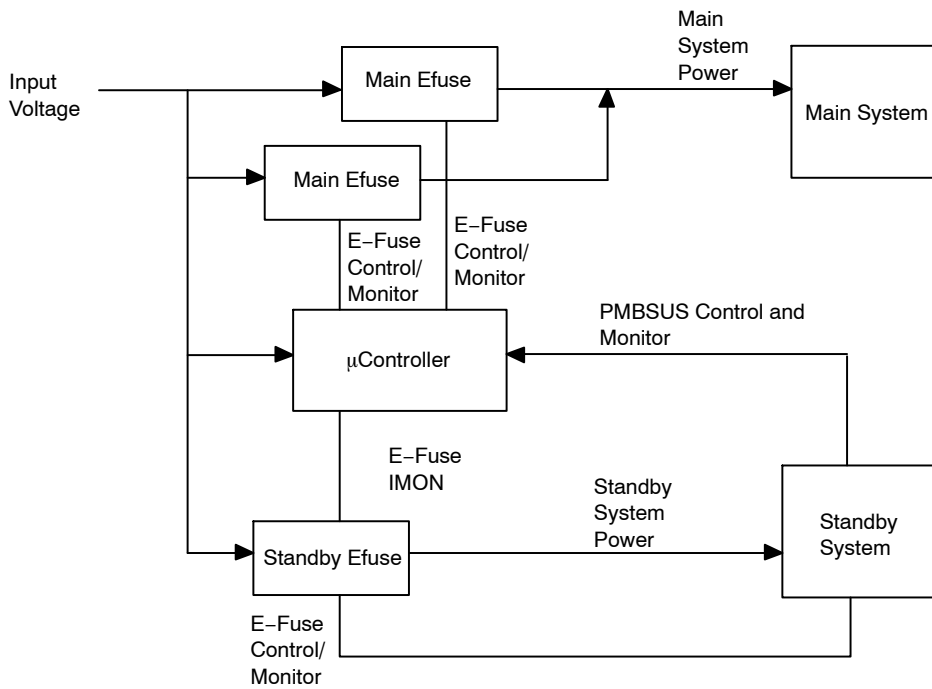 Main
System
Power
Input
Voltage
Main Efuse
Main System
Main Efuse
E−Fuse
Control/
Monitor
E−Fuse
Control/
Monitor
PMBSUS Control and
Monitor
μController
E−Fuse
IMON
Standby
System
Power
Standby
System
Standby Efuse
E−Fuse
Control/
Monitor